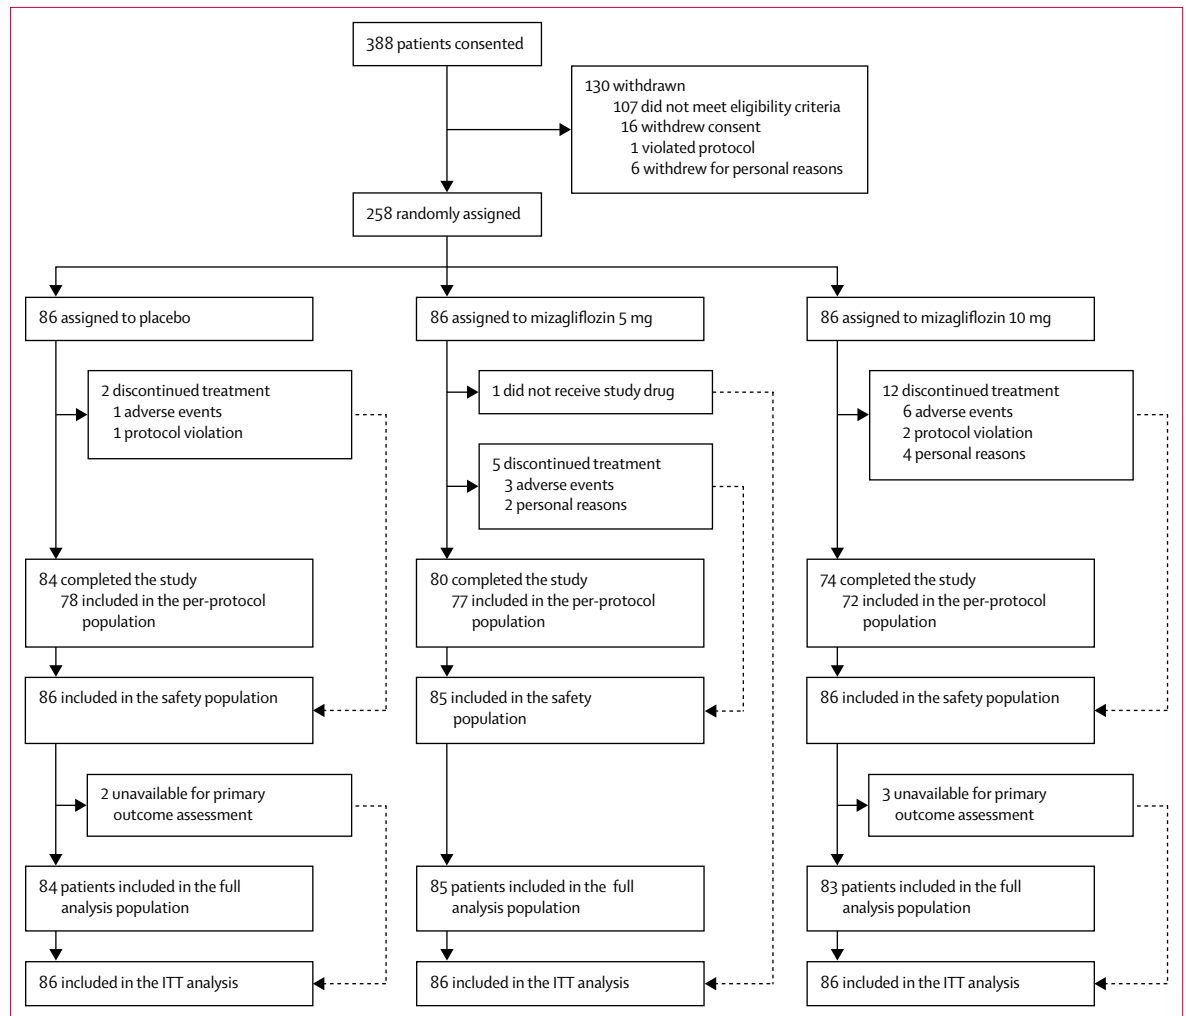 388 patients consented
130 withdrawn
107 did not meet eligibility criteria
16 withdrew consent
1 violated protocol
6 withdrew for personal reasons
258 randomly assigned
86 assigned to placebo
86 assigned to mizagliflozin 5 mg
86 assigned to mizagliflozin 10 mg
2 discontinued treatment
1 adverse events
1 protocol violation
1 did not receive study drug
5 discontinued treatment
3 adverse events
2 personal reasons
12 discontinued treatment
6 adverse events
2 protocol violation
4 personal reasons
84 completed the study
78 included in the per-protocol
population
80 completed the study
77 included in the per-protocol
population
74 completed the study
72 included in the per-protocol
population
86 included in the safety population
85 included in the safety
population
86 included in the safety population
2 unavailable for primary
outcome assessment
3 unavailable for primary
outcome assessment
84 patients included in the full
analysis population
85 patients included in the full
analysis population
83 patients included in the full
analysis population
86 included in the ITT analysis
86 included in the ITT analysis
86 included in the ITT analysis